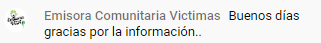 Emisora Comunitaria Victimas Buenos días
gracias por la información..